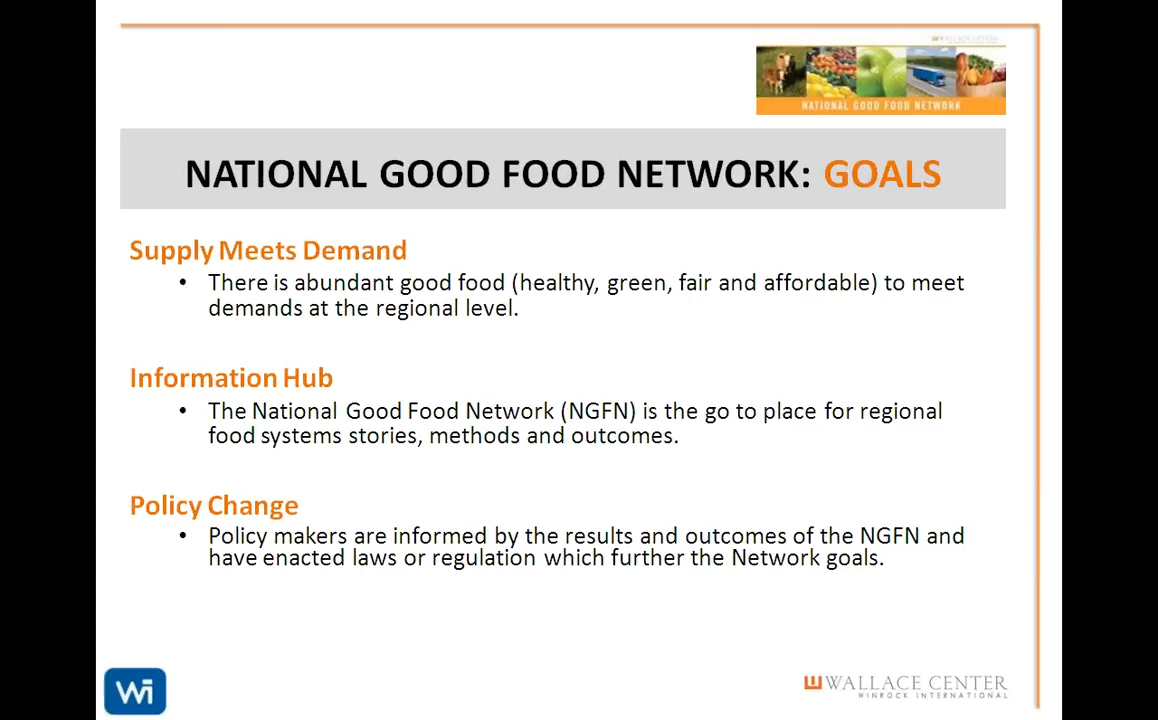 WALLACE CENTER
NATIONAL GOOD FOOD NETWORK
NATIONAL GOOD FOOD NETWORK: GOALS
Supply Meets Demand
• There is abundant good food (healthy, green, fair and affordable) to meet
demands at the regional level.
Information Hub
• The National Good Food Network (NGFN) is the go to place for regional
food systems stories, methods and outcomes.
Policy Change
• Policy makers are informed by the results and outcomes of the NGFN and
have enacted laws or regulation which further the Network goals.
Wi
WALLACE CENTER
WINROCK INTERNATIONAL